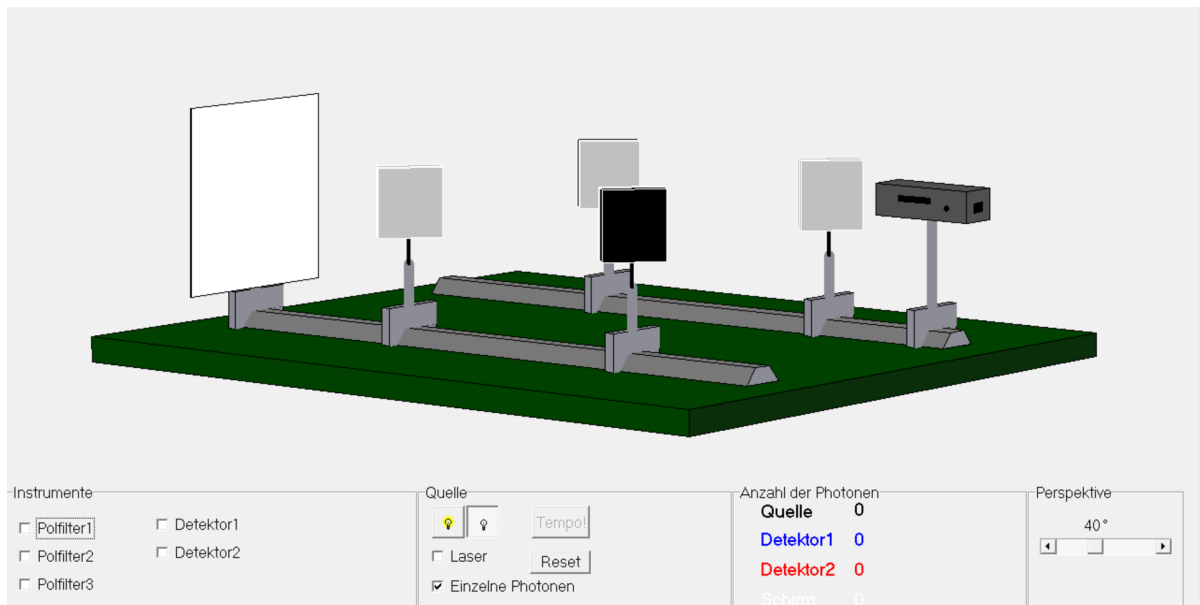 Instrumente
Polfilter1
Polfilter2
Polfilter3
Detektor1
Detektor2
Quelle
Tempo!
Laser
Reset
Einzelne Photonen
Anzahl der Photonen
Quelle 0
Detektor1 0
Detektor2 0
Schirm 0
Perspektive
40°